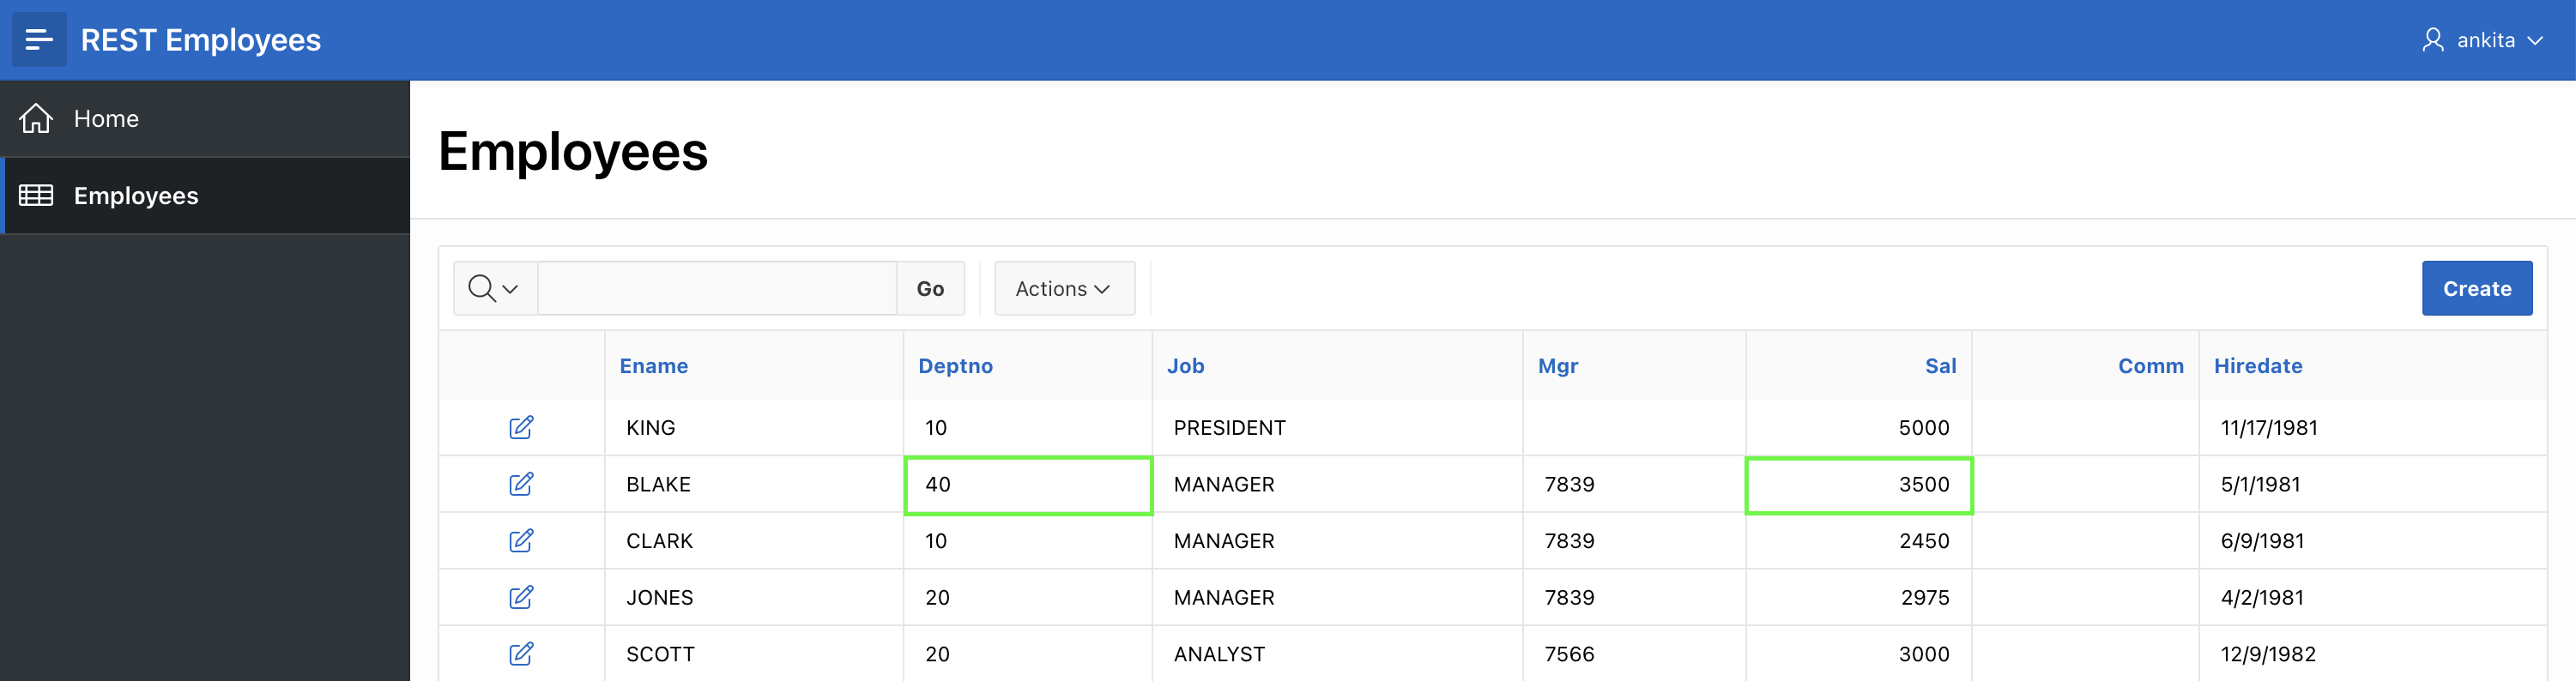 REST Employees
ankita
Home
Employees
Employees
Go
Actions
Create
Ename Deptno Job Mgr Sal Comm Hiredate
KING 10 PRESIDENT 5000 11/17/1981
BLAKE 40 MANAGER 7839 3500 5/1/1981
CLARK 10 MANAGER 7839 2450 6/9/1981
JONES 20 MANAGER 7839 2975 4/2/1981
SCOTT 20 ANALYST 7566 3000 12/9/1982